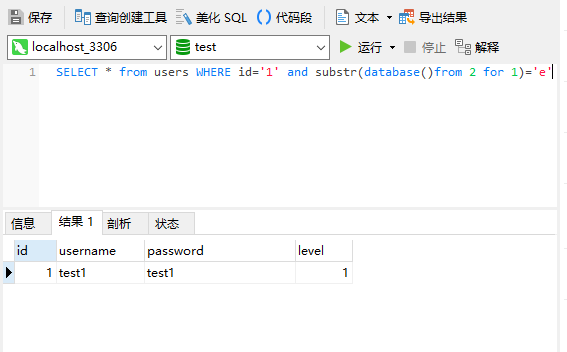 保存 查询创建工具 美化 SQL 代码段 文本 导出结果
localhost_3306 test 运行 停止 解释
1 SELECT * from users WHERE id='1' and substr(database()from 2 for 1)='e'
信息 结果 1 剖析 状态
id username password level
1 test1 test1 1